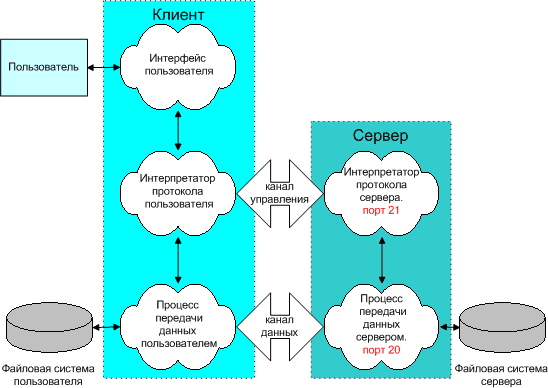 Клиент
Пользователь
Интерфейс
пользователя
Сервер
Интерпретатор
протокола
пользователя
канал
управления
Интерпретатор
протокола
сервера.
порт 21
Процесс
передачи
данных
пользователем
канал
данных
Процесс
передачи
данных
сервером.
порт 20
Файловая система
пользователя
Файловая система
сервера